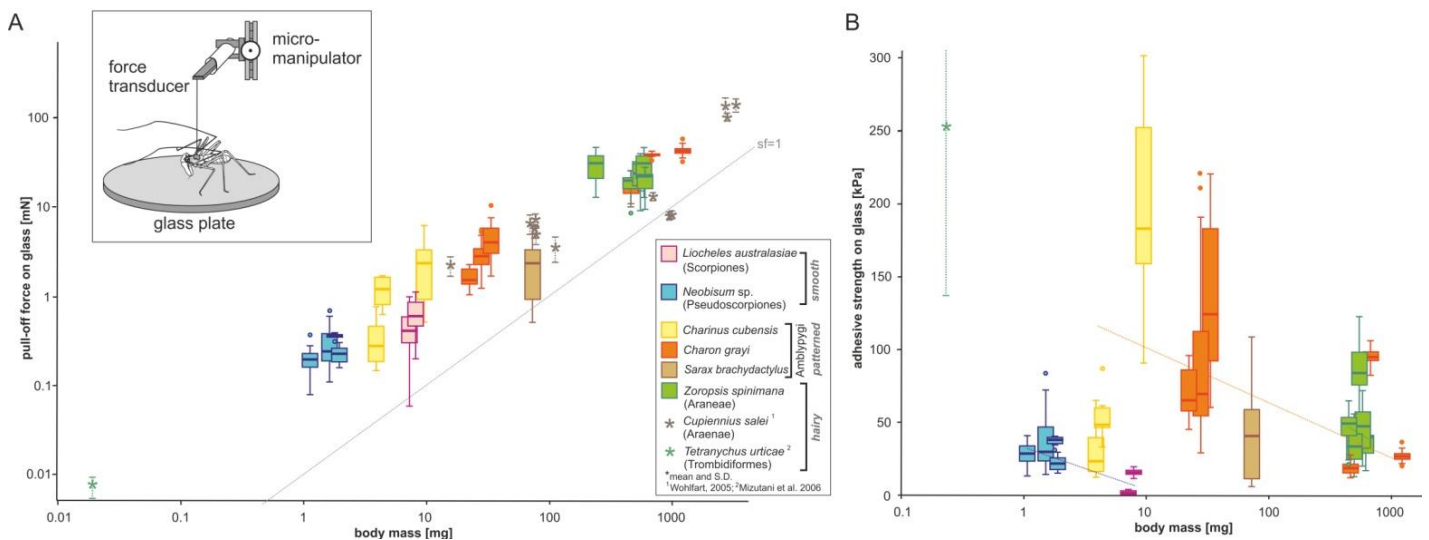 A
force
transducer
micro-
manipulator
glass plate
pull-off force on glass [mN]
100
10
1
0.1
0.01
0.01
0.1
1
10
100
1000
body mass [mg]
sf=1
Liocheles australasiae
(Scorpiones)
Neobisum sp.
(Pseudoscorpiones)
smooth
Charinus cubensis
Charon grayi
Sarax brachydactylus
Amblypygi
patterned
Zoropsis spinimana
(Araneae)
Cupiennius salei 1
(Araenae)
Tetranychus urticae 2
(Trombidiformes)
hairy
*mean and S.D.
1Wohlfart, 2005; 2Mizutani et al. 2006
B
adhesive strength on glass [kPa]
300
250
200
150
100
50
0
0.1
1
10
100
1000
body mass [mg]